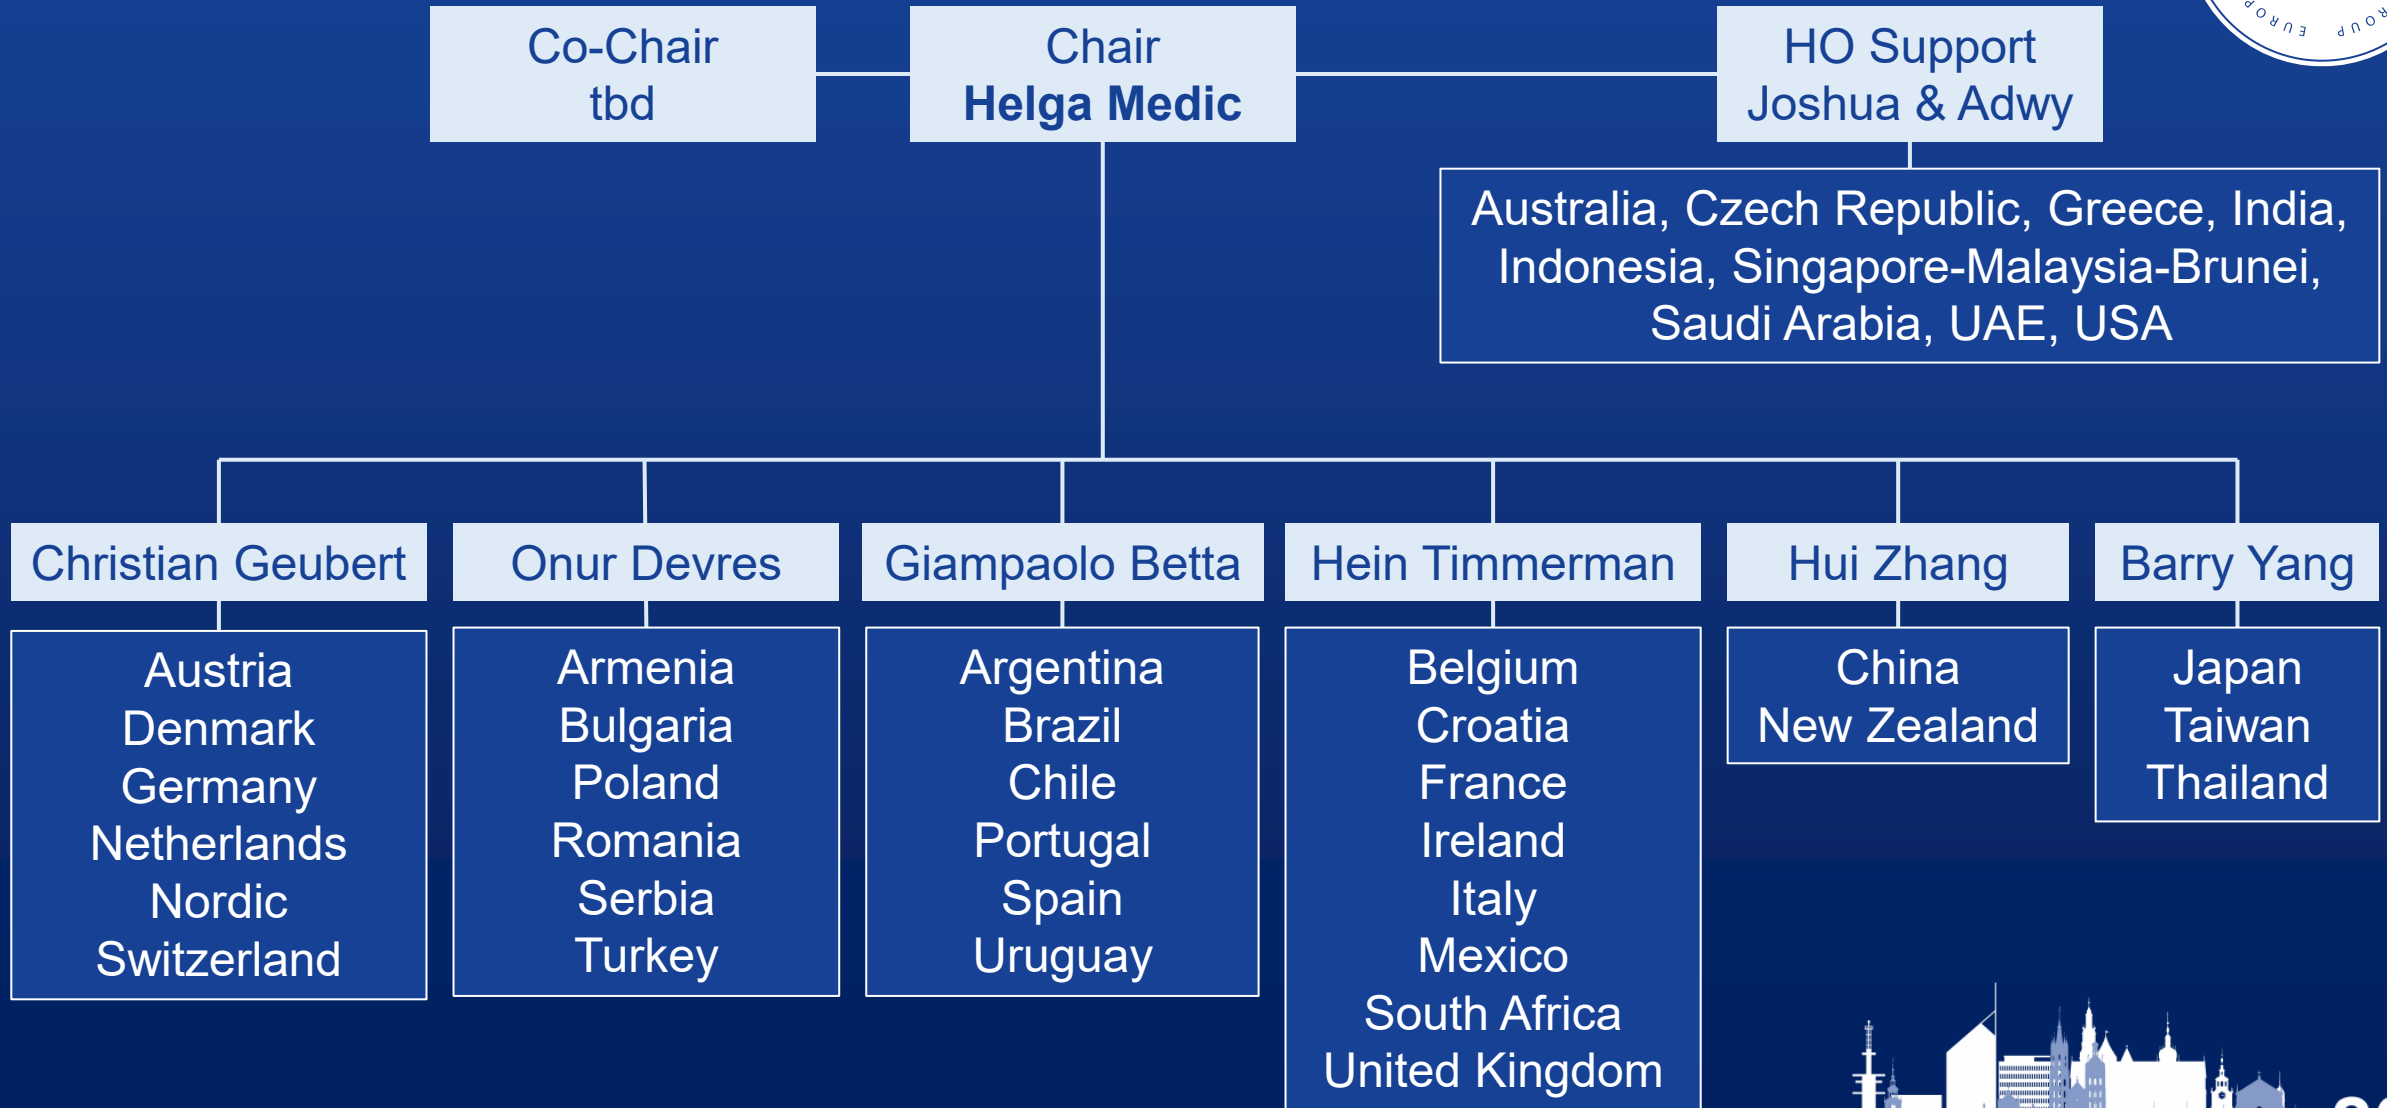 Co-Chair
tbd
Chair
Helga Medic
HO Support
Joshua & Adwy
Australia, Czech Republic, Greece, India,
Indonesia, Singapore-Malaysia-Brunei,
Saudi Arabia, UAE, USA
Christian Geubert
Austria
Denmark
Germany
Netherlands
Nordic
Switzerland
Onur Devres
Armenia
Bulgaria
Poland
Romania
Serbia
Turkey
Giampaolo Betta
Argentina
Brazil
Chile
Portugal
Spain
Uruguay
Hein Timmerman
Belgium
Croatia
France
Ireland
Italy
Mexico
South Africa
United Kingdom
Hui Zhang
China
New Zealand
Barry Yang
Japan
Taiwan
Thailand